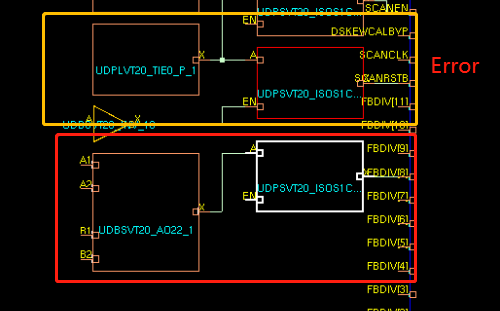 SCANEN
EN
UDPSVT20_ISOS1C...
DSKEWCALBYP
X
A
SCANCLK
Error
UDPLVT20_TIE0_P_1
SCANRSTB
UDPSVT20_ISOS1C...
EN
FBDIV[11]
A
X
FBDIV[10]
A
FBDIV[9]
A1
X
FBDIV[8]
A2
UDPSVT20_ISOS1C...
EN
FBDIV[7]
X
FBDIV[6]
B1
UDBSVT20_AO22_1
FBDIV[5]
B2
FBDIV[4]
FBDIV[3]